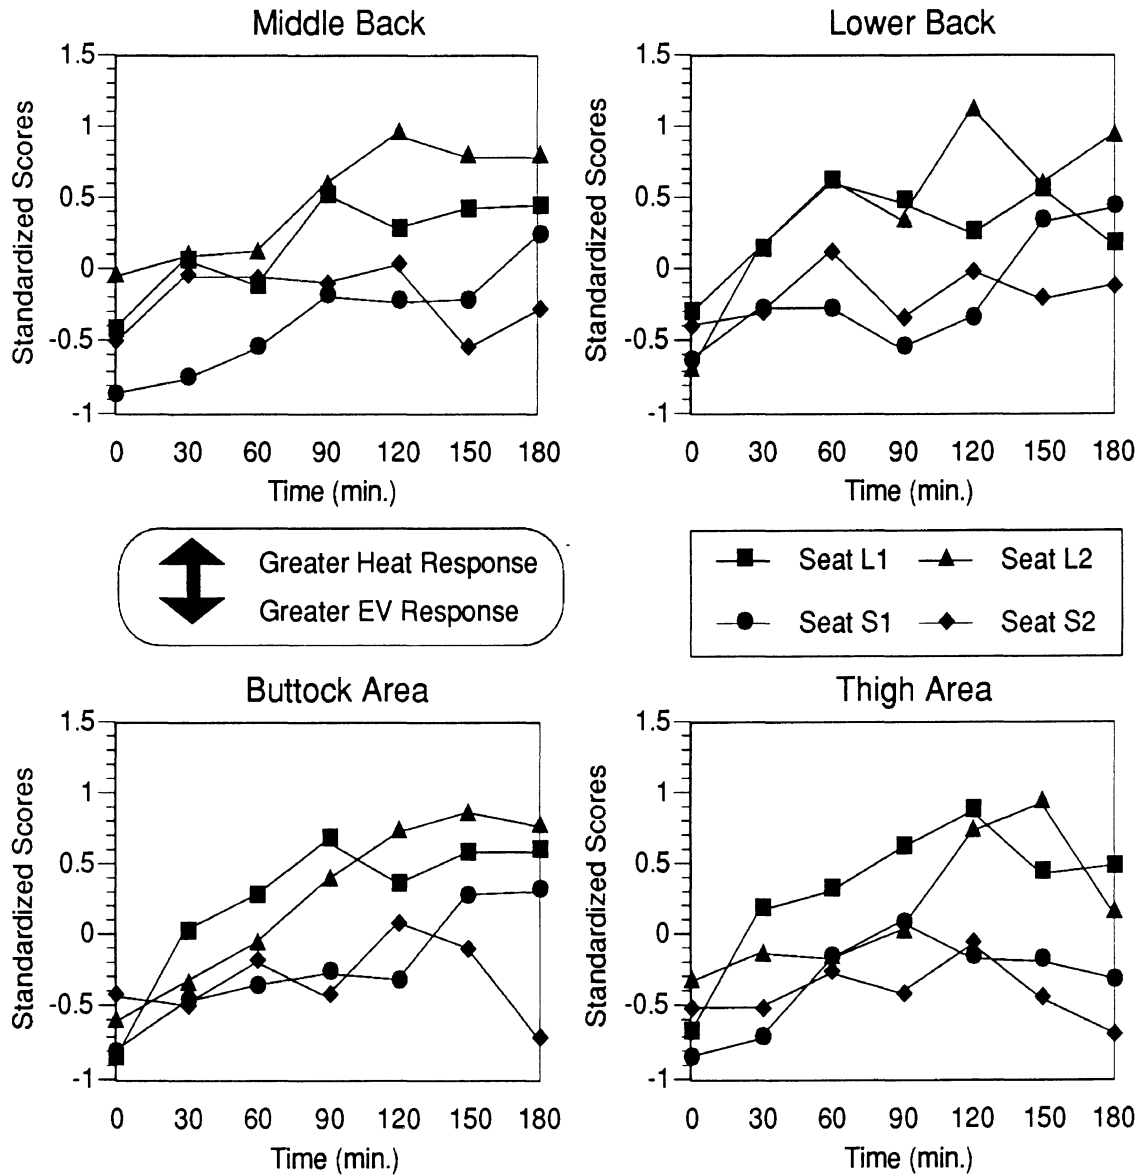 Middle Back
Standardized Scores
1.5
1
0.5
0
-0.5
-1
0 30 60 90 120 150 180
Time (min.)
Lower Back
Standardized Scores
1.5
1
0.5
0
-0.5
-1
0 30 60 90 120 150 180
Time (min.)
Greater Heat Response
Greater EV Response
Seat L1 Seat L2
Seat S1 Seat S2
Buttock Area
Standardized Scores
1.5
1
0.5
0
-0.5
-1
0 30 60 90 120 150 180
Time (min.)
Thigh Area
Standardized Scores
1.5
1
0.5
0
-0.5
-1
0 30 60 90 120 150 180
Time (min.)